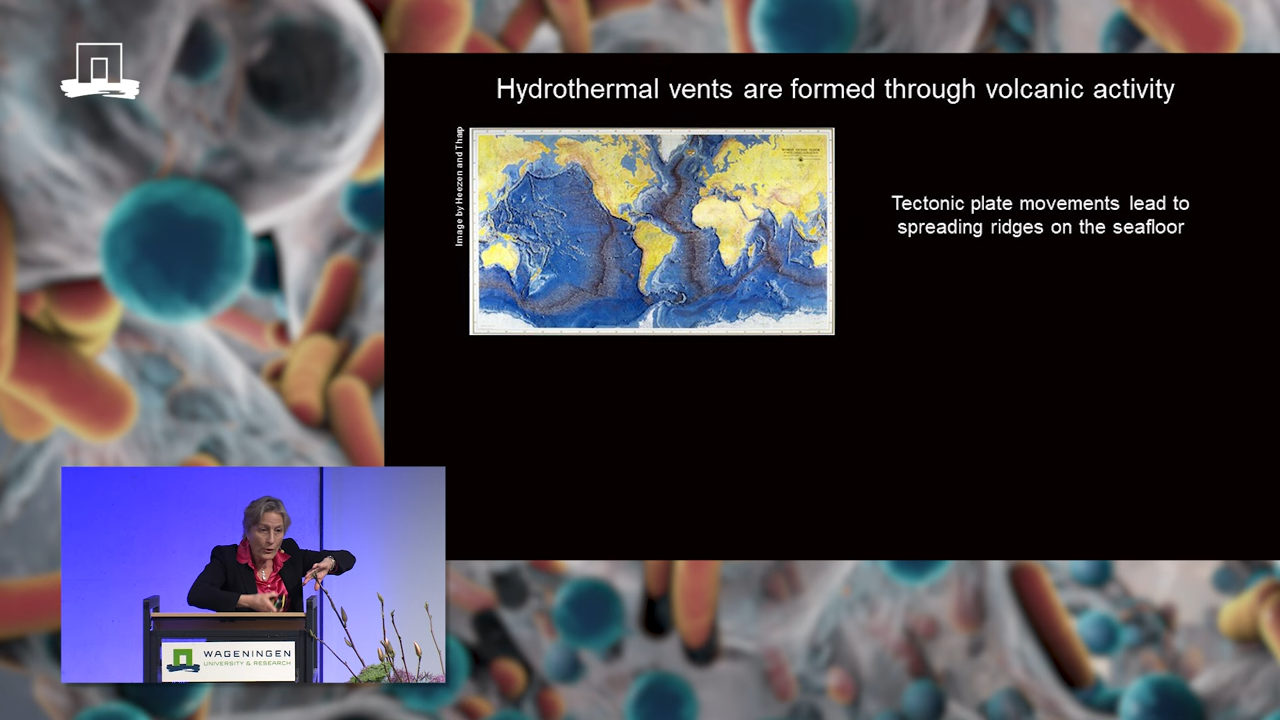 Hydrothermal vents are formed through volcanic activity
Image by Heezen and Tharp
Tectonic plate movements lead to
spreading ridges on the seafloor
WAGENINGEN
UNIVERSITY & RESEARCH